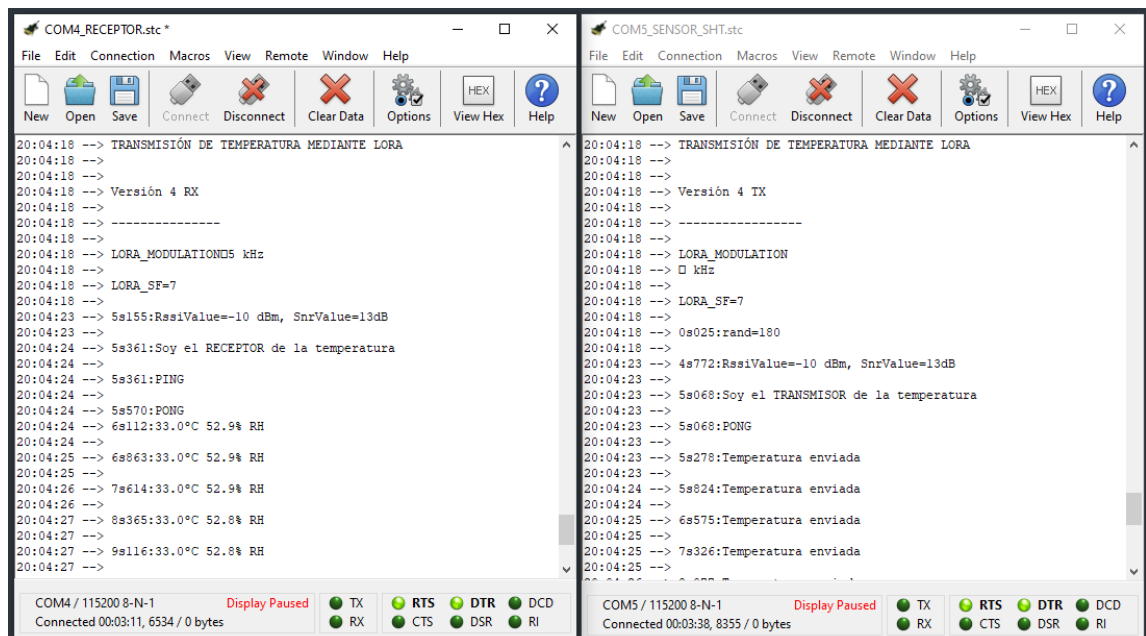 COM4_RECEPTOR.stc *
File Edit Connection Macros View Remote Window Help
New Open Save Connect Disconnect Clear Data Options HEX View Hex Help
20:04:18 --> TRANSMISIÓN DE TEMPERATURA MEDIANTE LORA
20:04:18 -->
20:04:18 -->
20:04:18 --> Versión 4 RX
20:04:18 -->
20:04:18 --> ---------------
20:04:18 -->
20:04:18 --> LORA_MODULATION□5 kHz
20:04:18 -->
20:04:18 --> LORA_SF=7
20:04:18 -->
20:04:23 --> 5s155:RssiValue=-10 dBm, SnrValue=13dB
20:04:23 -->
20:04:24 --> 5s361:Soy el RECEPTOR de la temperatura
20:04:24 -->
20:04:24 --> 5s361:PING
20:04:24 -->
20:04:24 --> 5s570:PONG
20:04:24 --> 6s112:33.0°C 52.9% RH
20:04:24 -->
20:04:25 --> 6s863:33.0°C 52.9% RH
20:04:25 -->
20:04:26 --> 7s614:33.0°C 52.9% RH
20:04:26 -->
20:04:27 --> 8s365:33.0°C 52.8% RH
20:04:27 -->
20:04:27 --> 9s116:33.0°C 52.8% RH
20:04:27 -->
COM4 / 115200 8-N-1 Display Paused TX RTS DTR DCD
Connected 00:03:11, 6534 / 0 bytes RX CTS DSR RI
COM5_SENSOR_SHT.stc
File Edit Connection Macros View Remote Window Help
New Open Save Connect Disconnect Clear Data Options HEX View Hex Help
20:04:18 --> TRANSMISIÓN DE TEMPERATURA MEDIANTE LORA
20:04:18 -->
20:04:18 -->
20:04:18 --> Versión 4 TX
20:04:18 -->
20:04:18 --> -----------------
20:04:18 -->
20:04:18 --> LORA_MODULATION
20:04:18 --> □ kHz
20:04:18 -->
20:04:18 --> LORA_SF=7
20:04:18 -->
20:04:18 --> 0s025:rand=180
20:04:18 -->
20:04:23 --> 4s772:RssiValue=-10 dBm, SnrValue=13dB
20:04:23 -->
20:04:23 --> 5s068:Soy el TRANSMISOR de la temperatura
20:04:23 -->
20:04:23 --> 5s068:PONG
20:04:23 -->
20:04:23 --> 5s278:Temperatura enviada
20:04:23 -->
20:04:24 --> 5s824:Temperatura enviada
20:04:24 -->
20:04:25 --> 6s575:Temperatura enviada
20:04:25 -->
20:04:25 --> 7s326:Temperatura enviada
20:04:25 -->
COM5 / 115200 8-N-1 Display Paused TX RTS DTR DCD
Connected 00:03:38, 8355 / 0 bytes RX CTS DSR RI